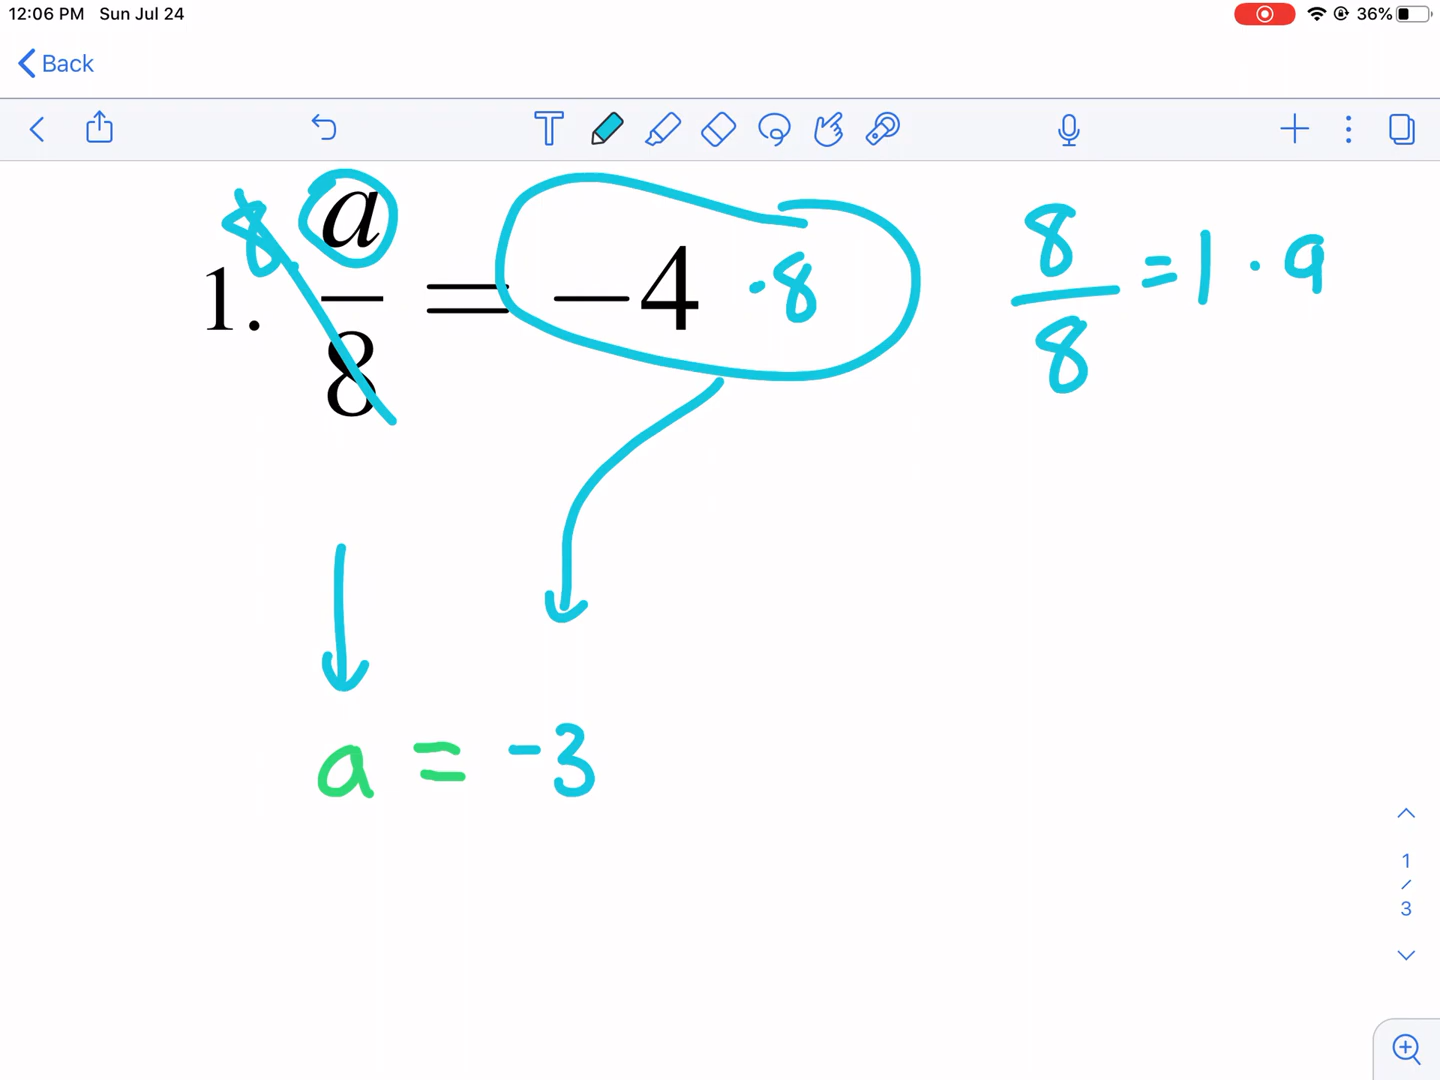 12:06 PM Sun Jul 24 36%
Back
1. 8 · a/8 = −4 · 8
8/8 = 1 · a
a = -3
1 / 3